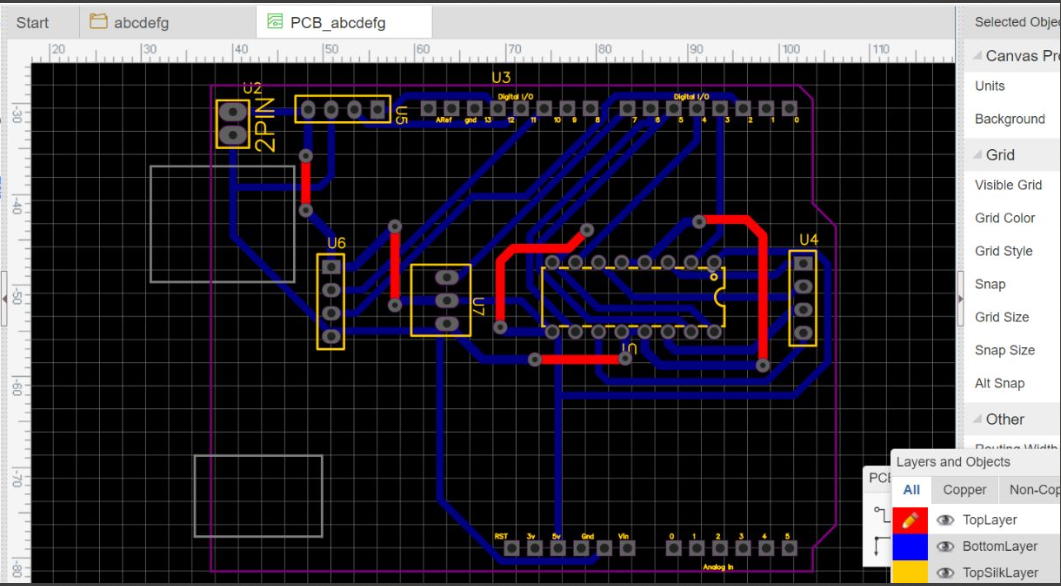 Start
abcdefg
PCB_abcdefg
Selected Obje
20 30 40 50 60 70 80 90 100 110
Canvas Pr
Units
Background
Grid
Visible Grid
Grid Color
Grid Style
Snap
Grid Size
Snap Size
Alt Snap
Other
Routing Width
-30
-40
-50
-60
-70
-80
U2
2PIN
U5
U3
Digital I/O
Digital I/O
ARef gnd 13 12 11 10 9 8 7 6 5 4 3 2 1 0
U6
U7
U1
U4
RST 3v 5v Gnd Vin
0 1 2 3 4 5
Analog In
PC
Layers and Objects
All Copper Non-Cop
TopLayer
BottomLayer
TopSilkLayer